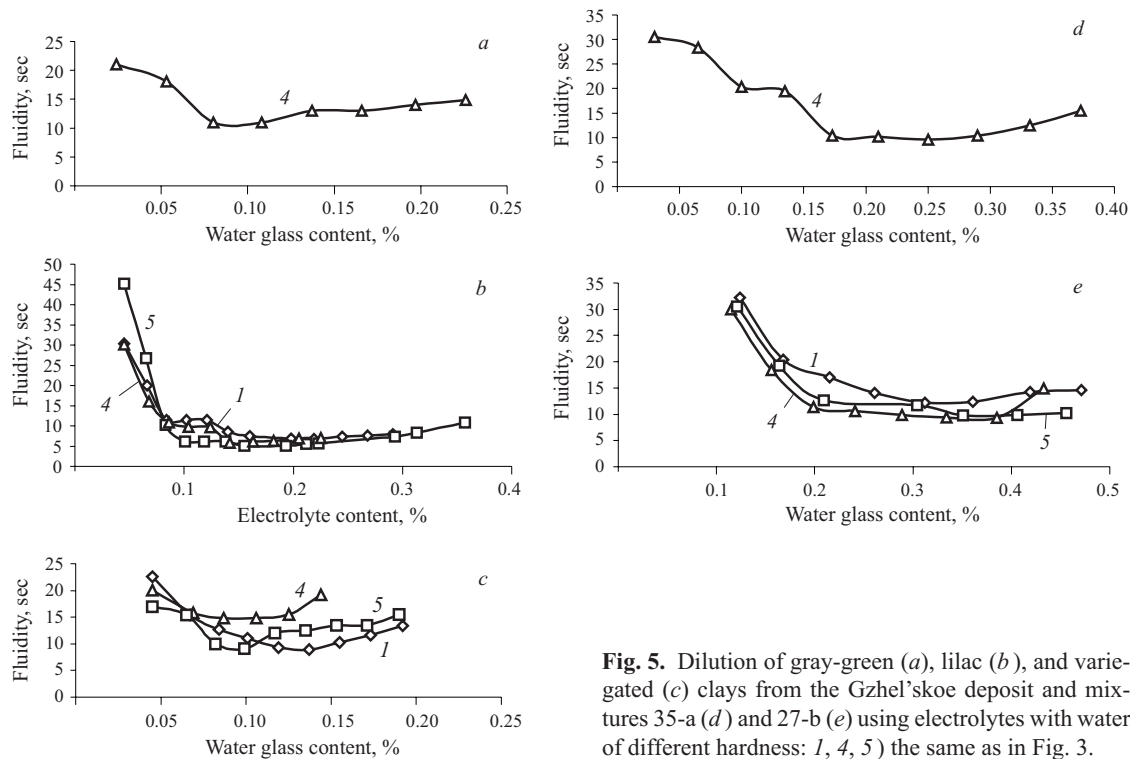 a
Fluidity, sec
25
20
15
10
5
0
4
0.05 0.10 0.15 0.20 0.25
Water glass content, %
d
Fluidity, sec
35
30
25
20
15
10
5
0
4
0.05 0.10 0.15 0.20 0.25 0.30 0.35 0.40
Water glass content, %
b
Fluidity, sec
50
45
40
35
30
25
20
15
10
5
0
5
4
1
0.1 0.2 0.3 0.4
Electrolyte content, %
e
Fluidity, sec
35
30
25
20
15
10
5
0
1
4
5
0.1 0.2 0.3 0.4 0.5
Water glass content, %
c
Fluidity, sec
25
20
15
10
5
0
4
5
1
0.05 0.10 0.15 0.20 0.25
Water glass content, %
Fig. 5. Dilution of gray-green (a), lilac (b), and varie-
gated (c) clays from the Gzhel'skoe deposit and mix-
tures 35-a (d) and 27-b (e) using electrolytes with water
of different hardness: 1, 4, 5) the same as in Fig. 3.